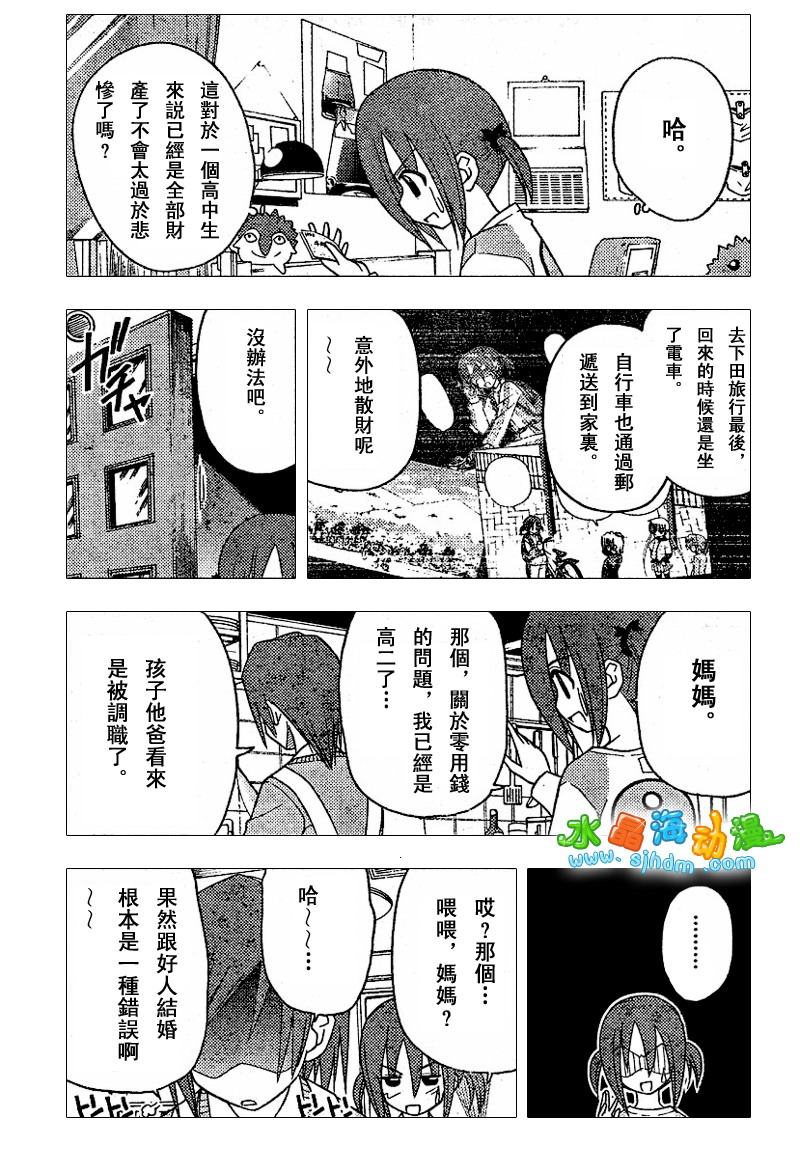 哈。
這對於一個高中生
來說已經是全部財
產了不會太過於悲
慘了嗎？
去下田旅行最後，
回來的時候還是坐
了電車。
自行車也通過郵
遞送到家裏。
意外地散財呢
～～
沒辦法吧。
ガチャ
媽媽。
那個，關於零用錢
的問題，我已經是
高二了…
孩子他爸看來
是被調職了。
水晶海动漫
www.sjhdm.com
………
哎？那個…
喂喂，媽媽？
哈～～…
果然跟好人結婚
根本是一種錯誤啊
～～